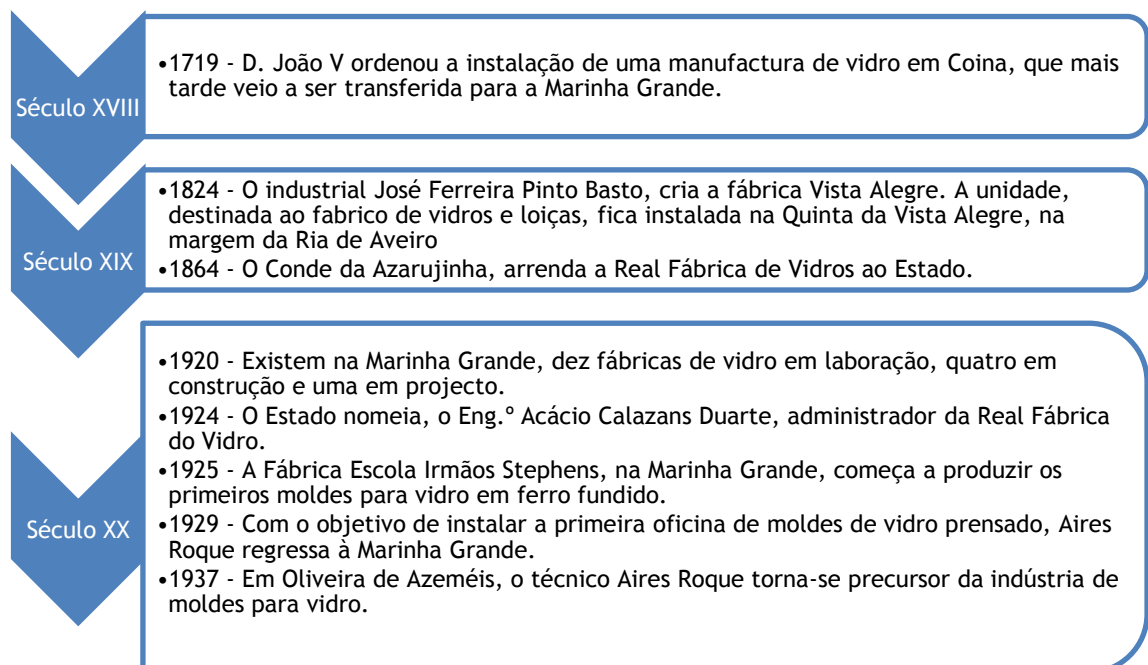 Século XVIII
•1719 - D. João V ordenou a instalação de uma manufactura de vidro em Coina, que mais
tarde veio a ser transferida para a Marinha Grande.
Século XIX
•1824 - O industrial José Ferreira Pinto Basto, cria a fábrica Vista Alegre. A unidade,
destinada ao fabrico de vidros e loiças, fica instalada na Quinta da Vista Alegre, na
margem da Ria de Aveiro
•1864 - O Conde da Azarujinha, arrenda a Real Fábrica de Vidros ao Estado.
Século XX
•1920 - Existem na Marinha Grande, dez fábricas de vidro em laboração, quatro em
construção e uma em projecto.
•1924 - O Estado nomeia, o Eng.º Acácio Calazans Duarte, administrador da Real Fábrica
do Vidro.
•1925 - A Fábrica Escola Irmãos Stephens, na Marinha Grande, começa a produzir os
primeiros moldes para vidro em ferro fundido.
•1929 - Com o objetivo de instalar a primeira oficina de moldes de vidro prensado, Aires
Roque regressa à Marinha Grande.
•1937 - Em Oliveira de Azeméis, o técnico Aires Roque torna-se precursor da indústria de
moldes para vidro.